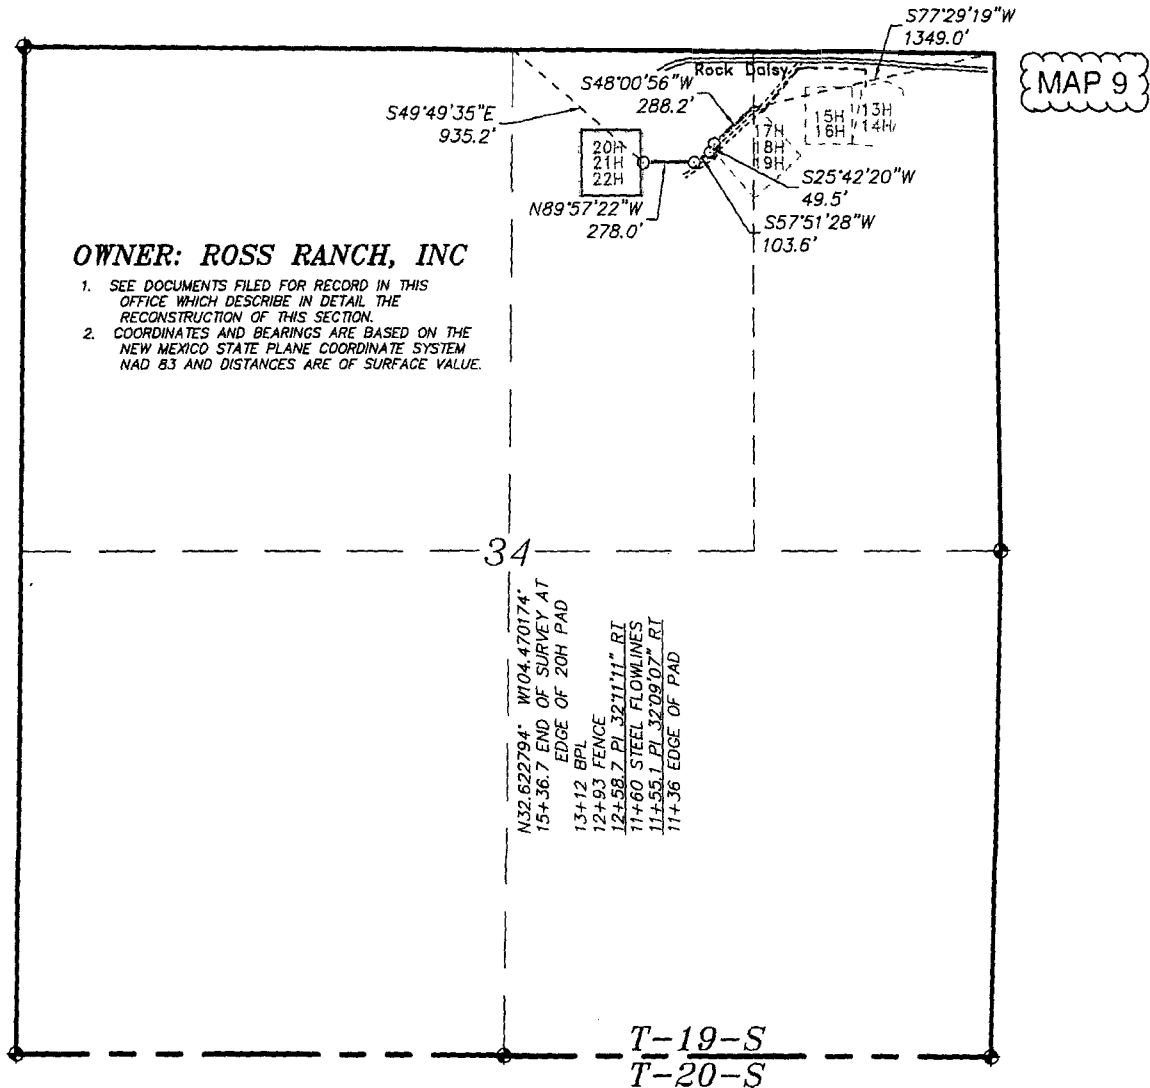 S77°29'19"W
1349.0'
MAP 9
Rock Daisy
S48°00'56"W
288.2'
S49°49'35"E
935.2'
13H
14H
15H
16H
17H
18H
19H
20H
21H
22H
S25°42'20"W
49.5'
N89°57'22"W
278.0'
S57°51'28"W
103.6'
OWNER: ROSS RANCH, INC
1. SEE DOCUMENTS FILED FOR RECORD IN THIS
OFFICE WHICH DESCRIBE IN DETAIL THE
RECONSTRUCTION OF THIS SECTION.
2. COORDINATES AND BEARINGS ARE BASED ON THE
NEW MEXICO STATE PLANE COORDINATE SYSTEM
NAD 83 AND DISTANCES ARE OF SURFACE VALUE.
34
N32.622794° W104.470174°
15+36.7 END OF SURVEY AT
EDGE OF 20H PAD
13+12 BPL
12+93 FENCE
12+58.7 PI 32°11'11" RT
11+60 STEEL FLOWLINES
11+55.1 PI 32°09'07" RT
11+36 EDGE OF PAD
T-19-S
T-20-S